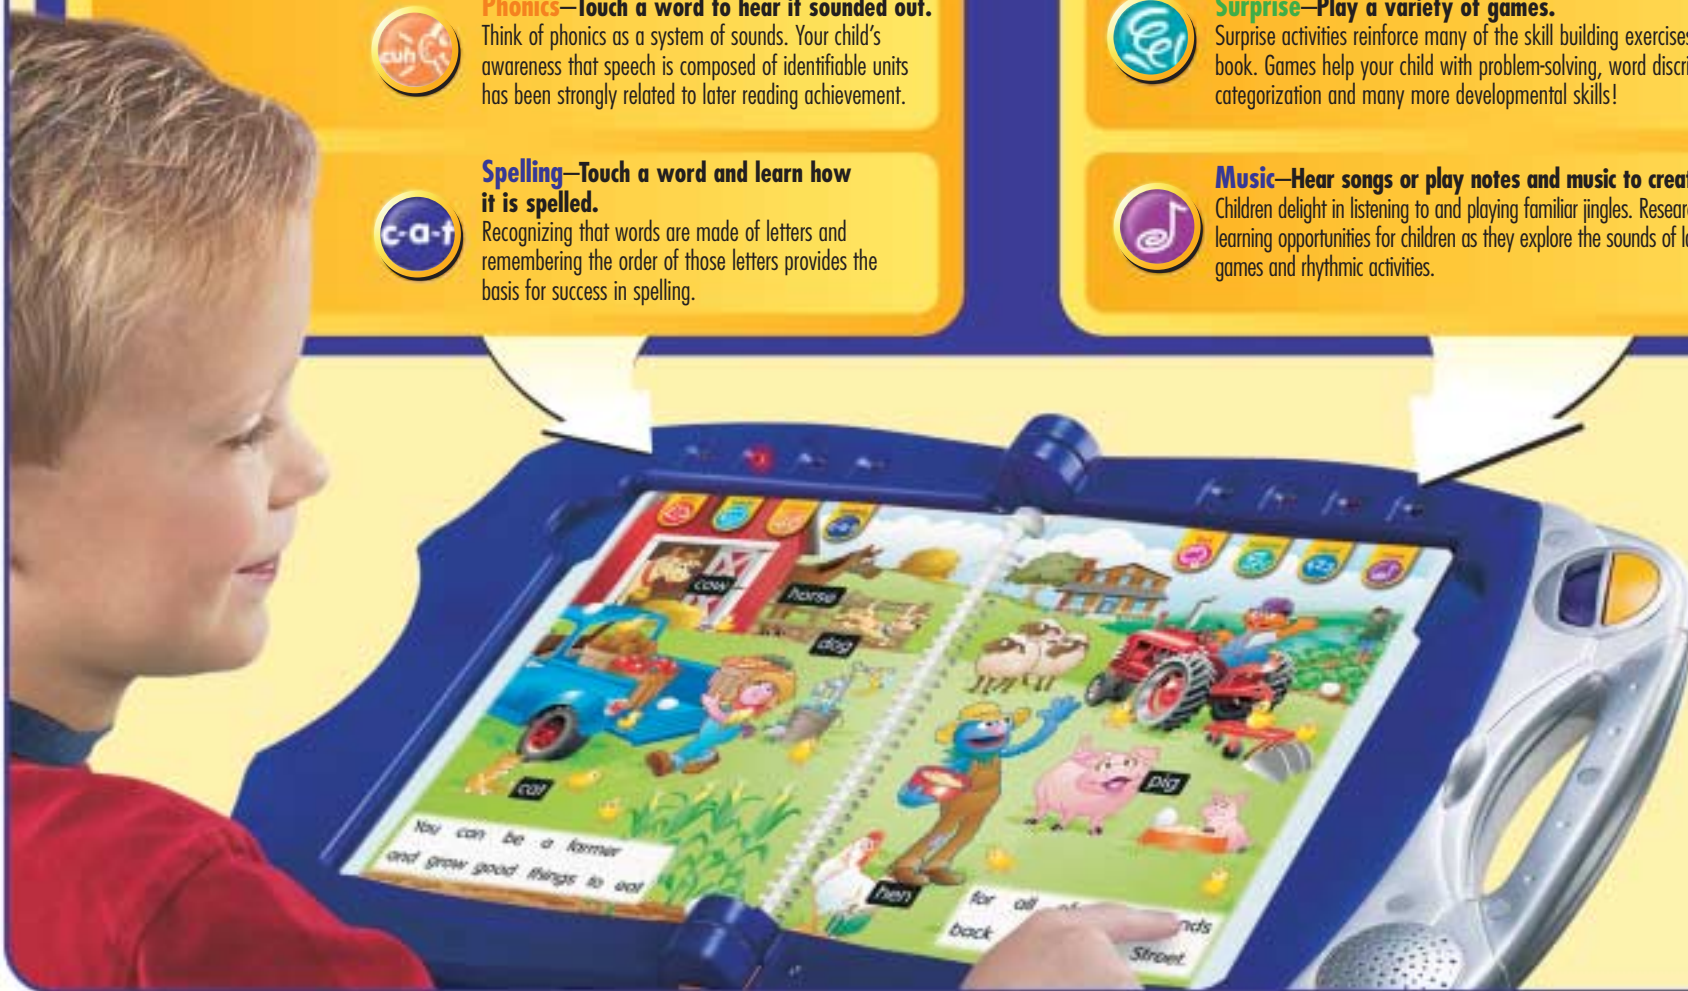 Phonics–Touch a word to hear it sounded out.
Think of phonics as a system of sounds. Your child's
awareness that speech is composed of identifiable units
has been strongly related to later reading achievement.
cuh
Spelling–Touch a word and learn how
it is spelled.
Recognizing that words are made of letters and
remembering the order of those letters provides the
basis for success in spelling.
c-a-t
Surprise–Play a variety of games.
Surprise activities reinforce many of the skill building exercises
book. Games help your child with problem-solving, word discri
categorization and many more developmental skills!
Music–Hear songs or play notes and music to creat
Children delight in listening to and playing familiar jingles. Resear
learning opportunities for children as they explore the sounds of l
games and rhythmic activities.
cow
horse
dog
cat
You can be a farmer
and grow good things to eat
pig
hen
for all
back
nds
Street.